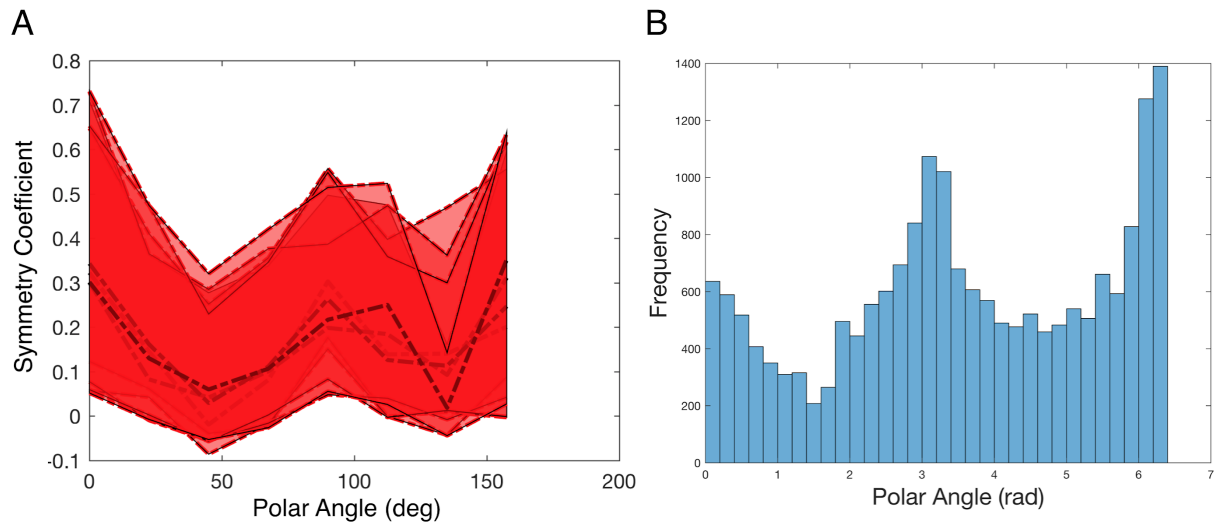 A
0.8
0.7
0.6
0.5
0.4
0.3
0.2
0.1
0
-0.1
Symmetry Coefficient
0 50 100 150 200
Polar Angle (deg)
B
1400
1200
1000
800
600
400
200
0
Frequency
0 1 2 3 4 5 6 7
Polar Angle (rad)